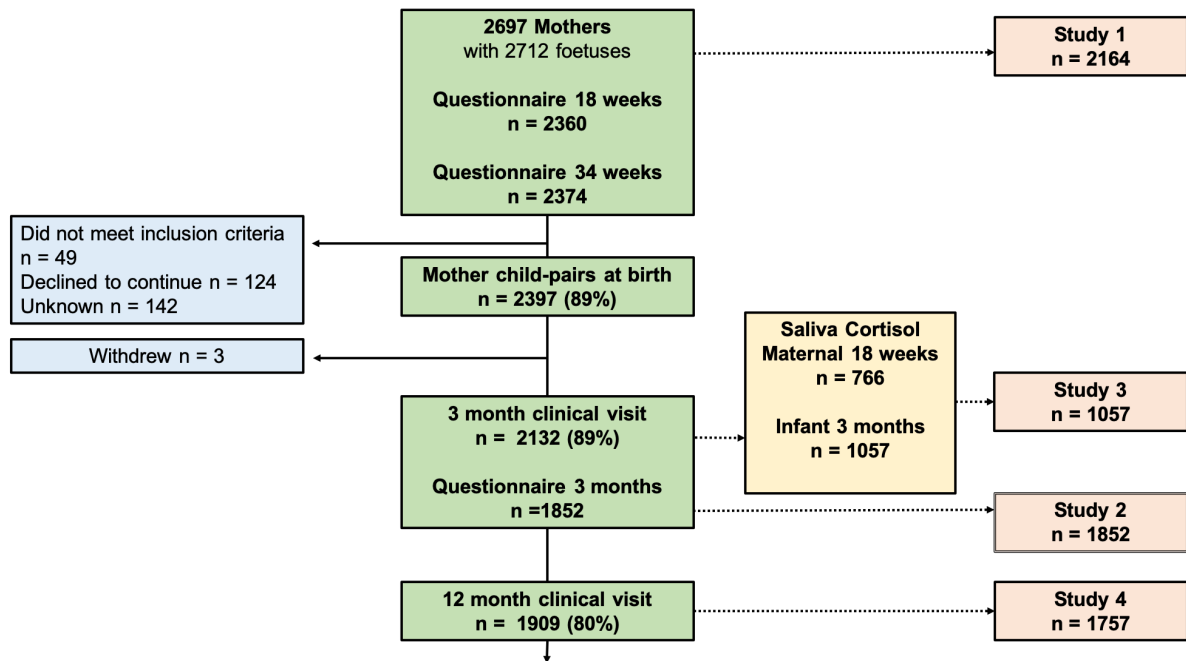 2697 Mothers
with 2712 foetuses
Questionnaire 18 weeks
n = 2360
Questionnaire 34 weeks
n = 2374
Study 1
n = 2164
Did not meet inclusion criteria
n = 49
Declined to continue n = 124
Unknown n = 142
Mother child-pairs at birth
n = 2397 (89%)
Withdrew n = 3
3 month clinical visit
n = 2132 (89%)
Questionnaire 3 months
n =1852
Saliva Cortisol
Maternal 18 weeks
n = 766
Infant 3 months
n = 1057
Study 3
n = 1057
Study 2
n = 1852
12 month clinical visit
n = 1909 (80%)
Study 4
n = 1757